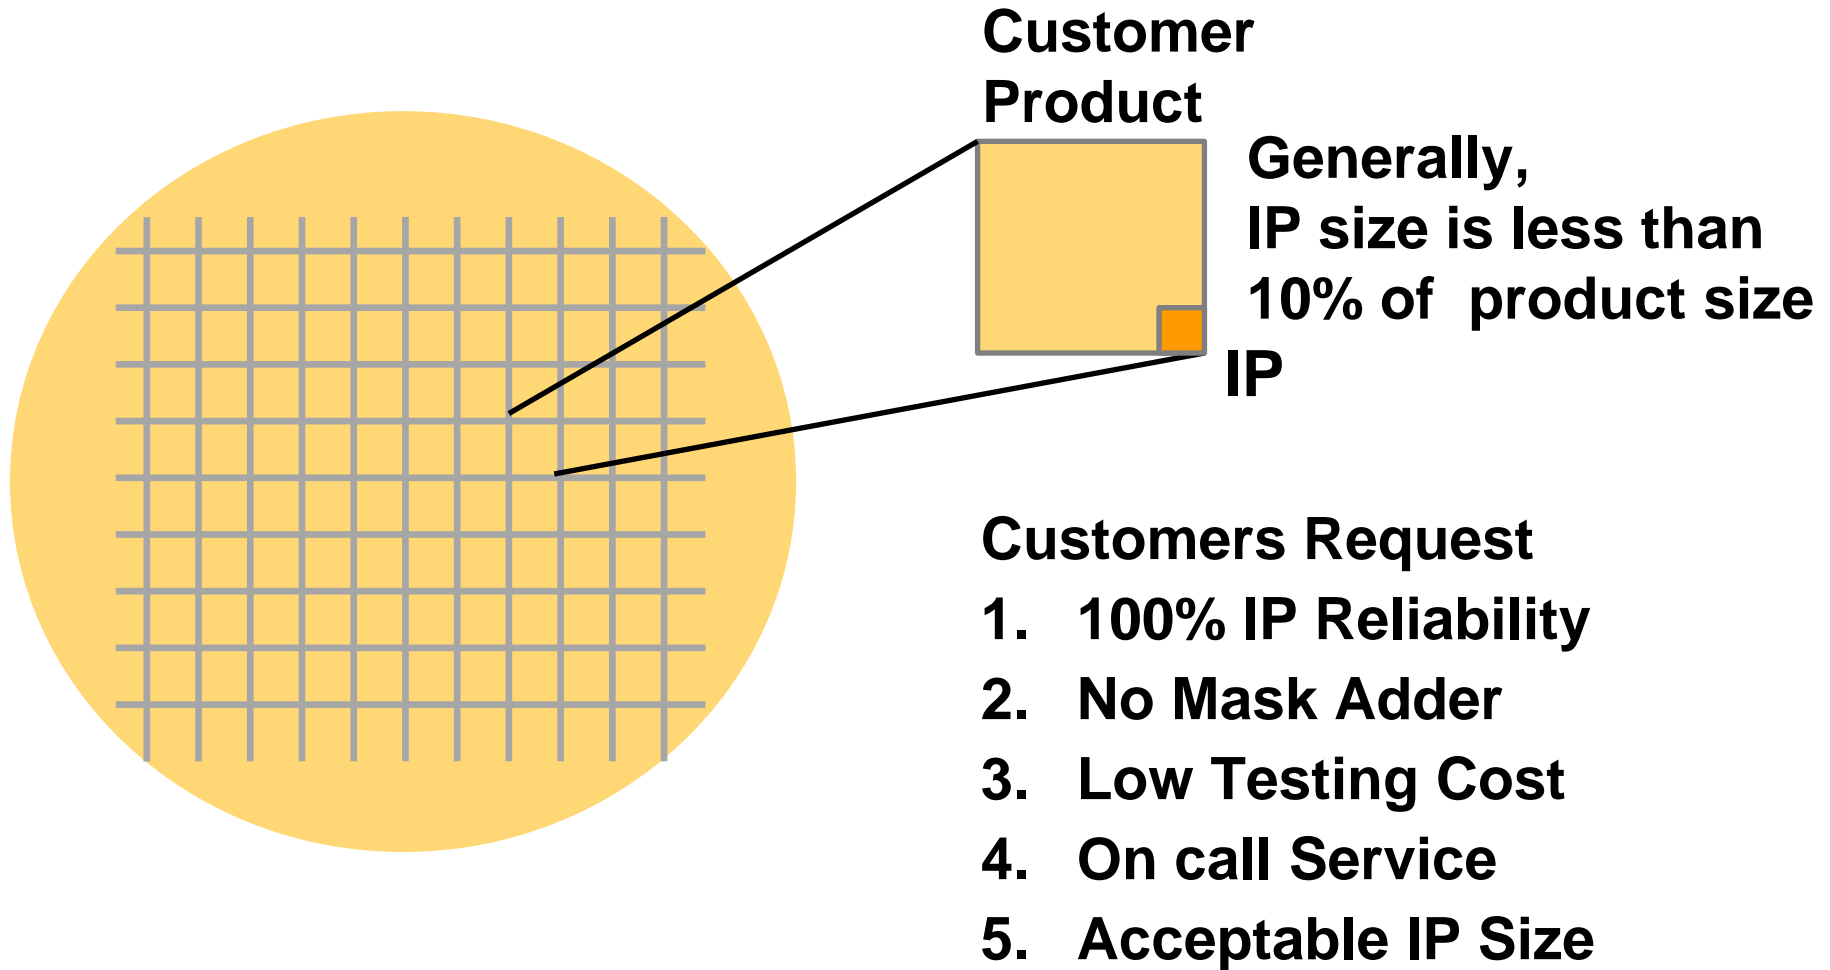 Customer
Product
Generally,
IP size is less than
10% of  product size
IP
Customers Request
1. 100% IP Reliability
2. No Mask Adder
3. Low Testing Cost
4. On call Service
5. Acceptable IP Size